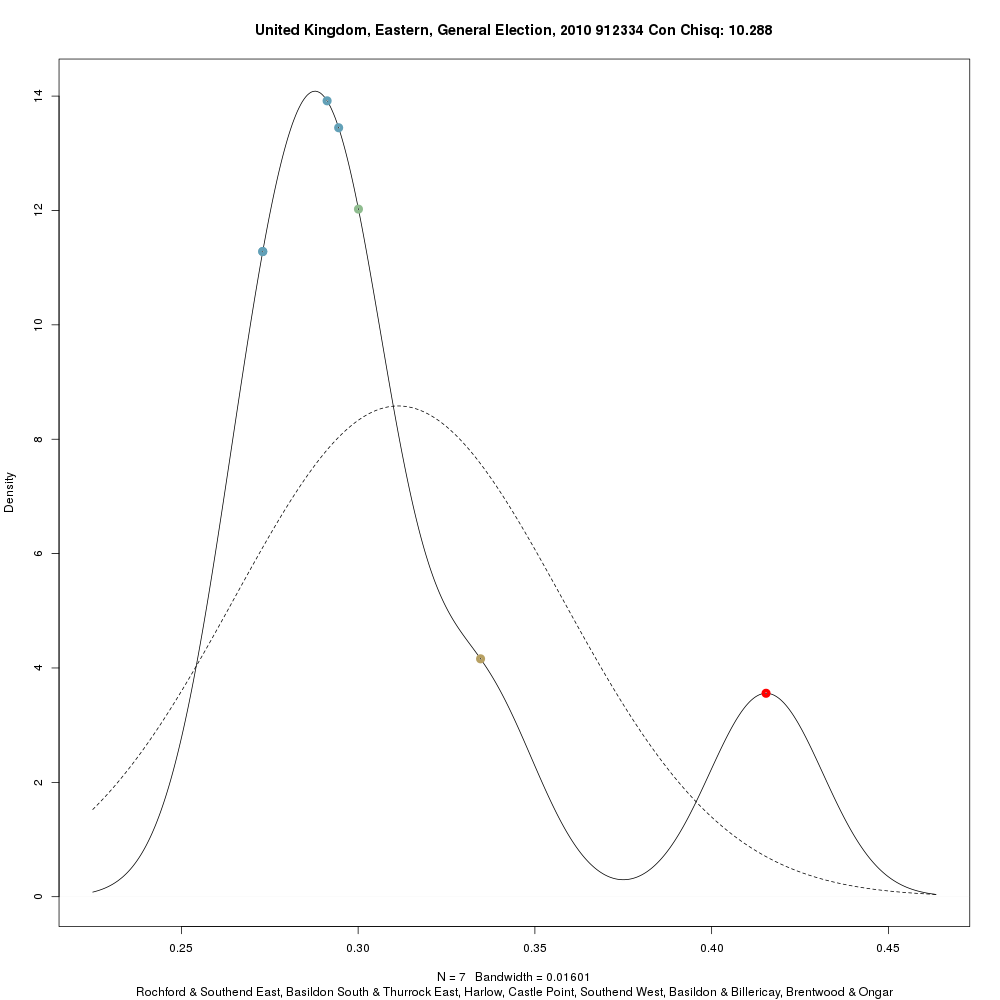 United Kingdom, Eastern, General Election, 2010 912334 Con Chisq: 10.288
Density
14
12
10
8
6
4
2
0
0.25 0.30 0.35 0.40 0.45
N = 7 Bandwidth = 0.01601
Rochford & Southend East, Basildon South & Thurrock East, Harlow, Castle Point, Southend West, Basildon & Billericay, Brentwood & Ongar